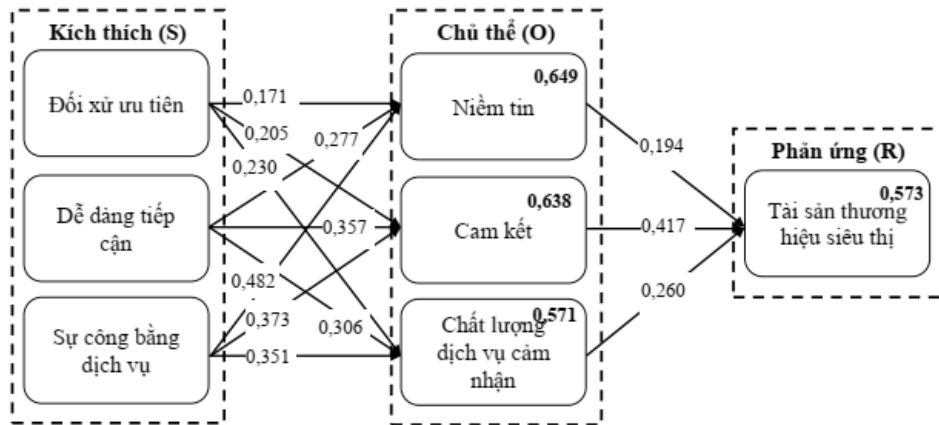 Kích thích (S)
Đối xử ưu tiên
Dễ dàng tiếp
cận
Sự công bằng
dịch vụ
0,171
0,205
0,277
0,230
0,357
0,482
0,373
0,306
0,351
Chủ thể (O)
0,649
Niềm tin
0,638
Cam kết
0,571
Chất lượng
dịch vụ cảm
nhận
0,194
0,417
0,260
Phản ứng (R)
0,573
Tài sản thương
hiệu siêu thị